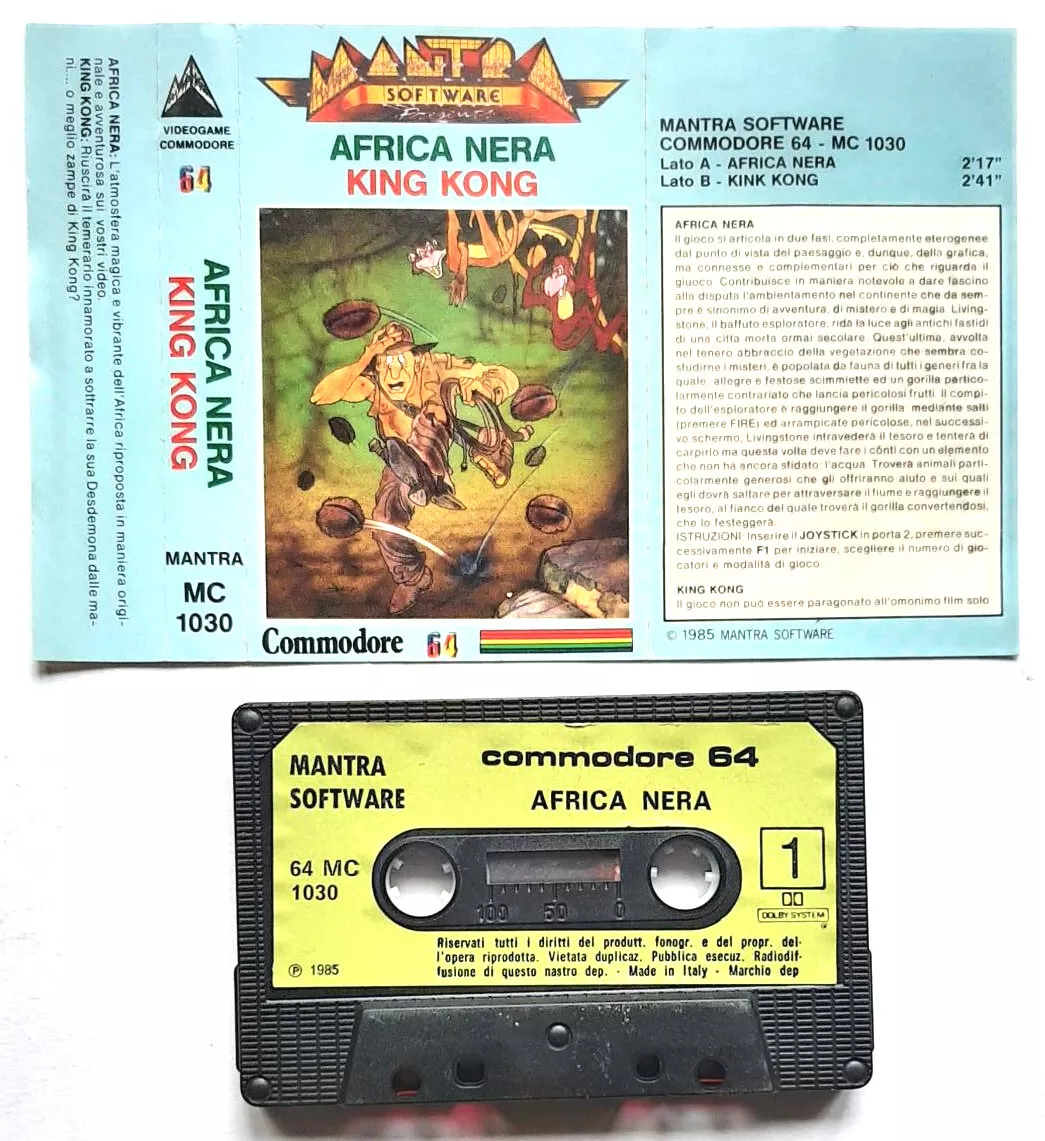 AFRICA NERA: L'atmosfera magica e vibrante dell'Africa riproposta in maniera origi-
nale e avventurosa sui vostri video.
KING KONG: Riuscirà il temerario innamorato a sottrarre la sua Desdemona dalle ma-
ni.... o meglio zampe di King Kong?
VIDEOGAME
COMMODORE
64
AFRICA NERA
KING KONG
MANTRA
MC
1030
MANTRA
SOFTWARE
Presents
AFRICA NERA
KING KONG
Commodore 64
MANTRA SOFTWARE
COMMODORE 64 - MC 1030
Lato A - AFRICA NERA 2'17"
Lato B - KINK KONG 2'41"
AFRICA NERA
Il gioco si articola in due fasi, completamente eterogenee
dal punto di vista del paesaggio e, dunque, della grafica,
ma connesse e complementari per ciò che riguarda il
giuoco. Contribuisce in maniera notevole a dare fascino
alla disputa l'ambientamento nel continente che da sem-
pre è sinonimo di avventura, di mistero e di magia. Living-
stone, il baffuto esploratore, ridà la luce agli antichi fastidi
di una città morta ormai secolare. Quest'ultima, avvolta
nel tenero abbraccio della vegetazione che sembra co-
studirne i misteri, è popolata da fauna di tutti i generi fra la
quale, allegre e festose scimmiette ed un gorilla partico-
larmente contrariato che lancia pericolosi frutti. Il compi-
to dell'esploratore è raggiungere il gorilla mediante salti
(premere FIRE) ed arrampicate pericolose, nel successi-
vo schermo, Livingstone intravederà il tesoro e tenterà di
carpirlo ma questa volta deve fare i conti con un elemento
che non ha ancora sfidato: l'acqua. Troverà animali parti-
colarmente generosi che gli offriranno aiuto e sui quali
egli dovrà saltare per attraversare il fiume e raggiungere il
tesoro, al fianco del quale troverà il gorilla convertendosi,
che lo festeggerà.
ISTRUZIONI: Inserire il JOYSTICK in porta 2, premere suc-
cessivamente F1 per iniziare, scegliere il numero di gio-
catori e modalità di gioco.
KING KONG
Il gioco non può essere paragonato all'omonimo film solo
© 1985 MANTRA SOFTWARE
MANTRA
SOFTWARE
commodore 64
AFRICA NERA
64 MC
1030
100 50 0
1
DOLBY SYSTEM
Riservati tutti i diritti del produtt. fonogr. e del propr. del-
l'opera riprodotta. Vietata duplicaz. Pubblica esecuz. Radiodif-
fusione di questo nastro dep. - Made in Italy - Marchio dep
℗ 1985